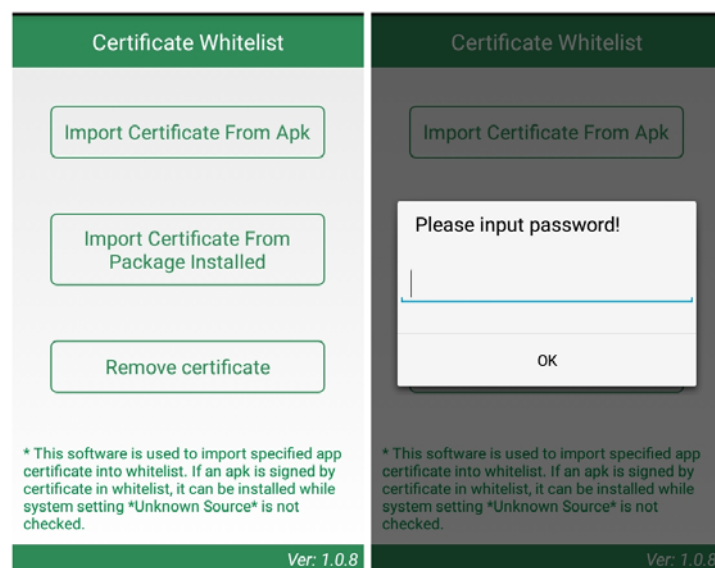 Certificate Whitelist
Import Certificate From Apk
Import Certificate From
Package Installed
Remove certificate
* This software is used to import specified app
certificate into whitelist. If an apk is signed by
certificate in whitelist, it can be installed while
system setting *Unknown Source* is not
checked.
Ver: 1.0.8
Certificate Whitelist
Import Certificate From Apk
Please input password!
OK
* This software is used to import specified app
certificate into whitelist. If an apk is signed by
certificate in whitelist, it can be installed while
system setting *Unknown Source* is not
checked.
Ver: 1.0.8